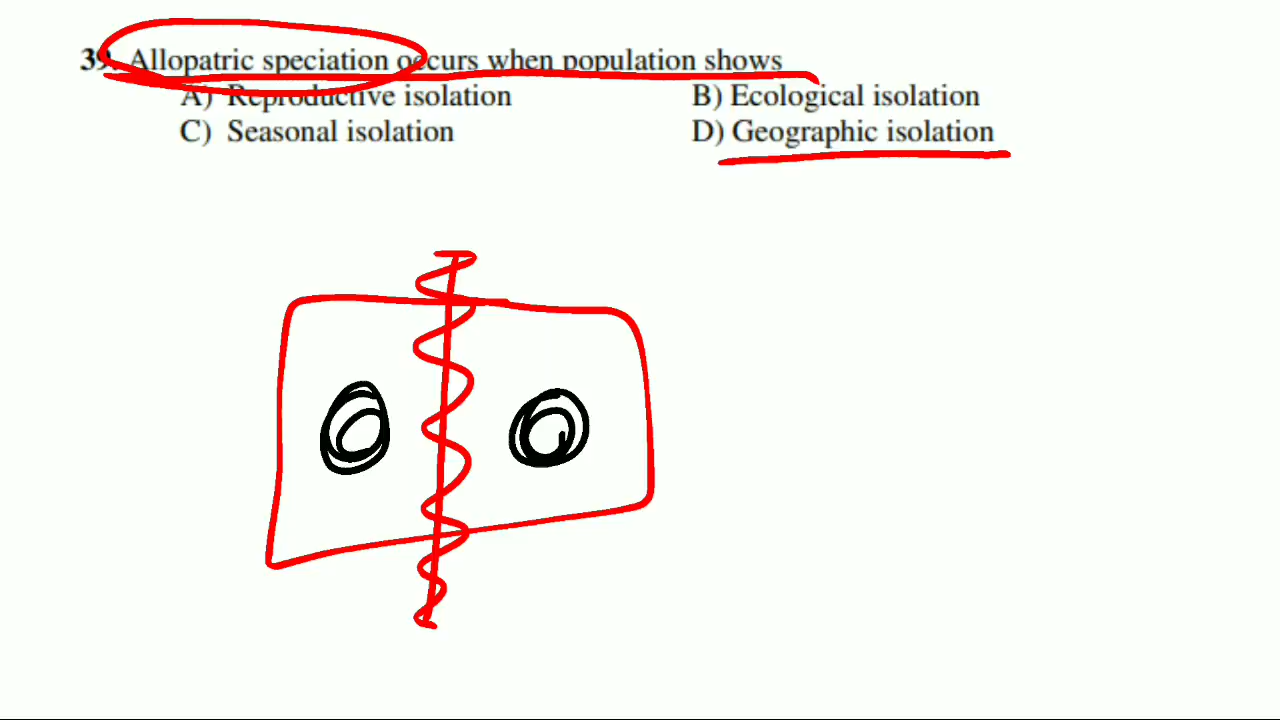 39. Allopatric speciation occurs when population shows
A) Reproductive isolation B) Ecological isolation
C) Seasonal isolation D) Geographic isolation